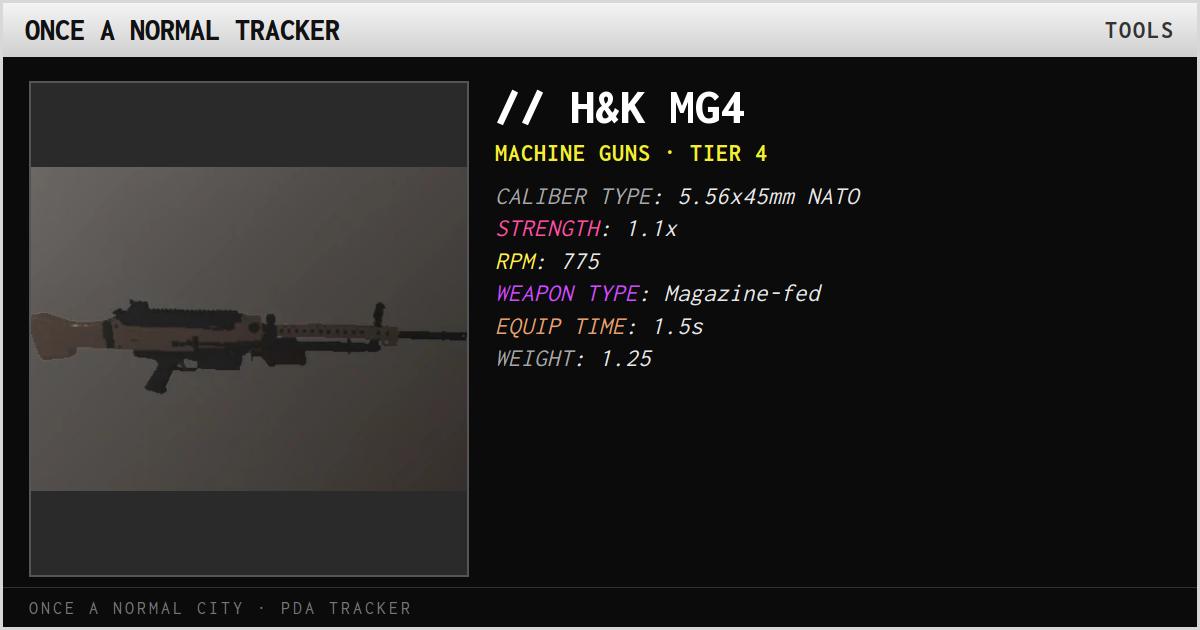 ONCE A NORMAL TRACKER
TOOLS
// H&K MG4
MACHINE GUNS · TIER 4
CALIBER TYPE: 5.56x45mm NATO
STRENGTH: 1.1x
RPM: 775
WEAPON TYPE: Magazine-fed
EQUIP TIME: 1.5s
WEIGHT: 1.25
ONCE A NORMAL CITY · PDA TRACKER